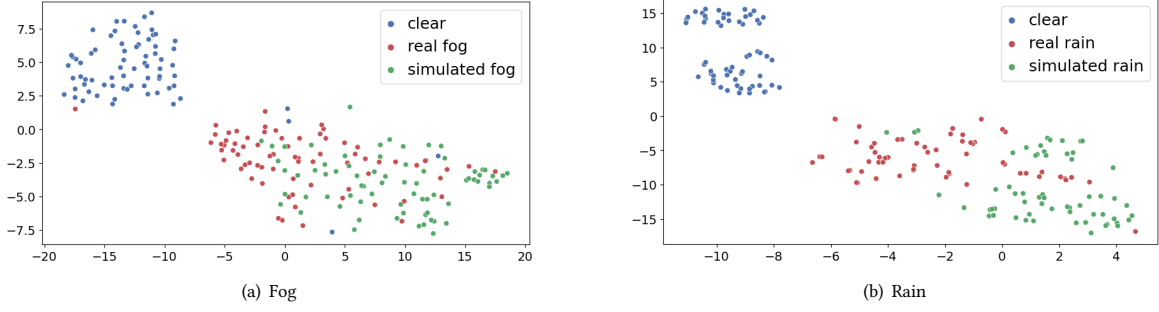 7.5
5.0
2.5
0.0
−2.5
−5.0
−7.5
−20 −15 −10 −5 0 5 10 15 20
clear
real fog
simulated fog
(a) Fog
15
10
5
0
−5
−10
−15
−10 −8 −6 −4 −2 0 2 4
clear
real rain
simulated rain
(b) Rain